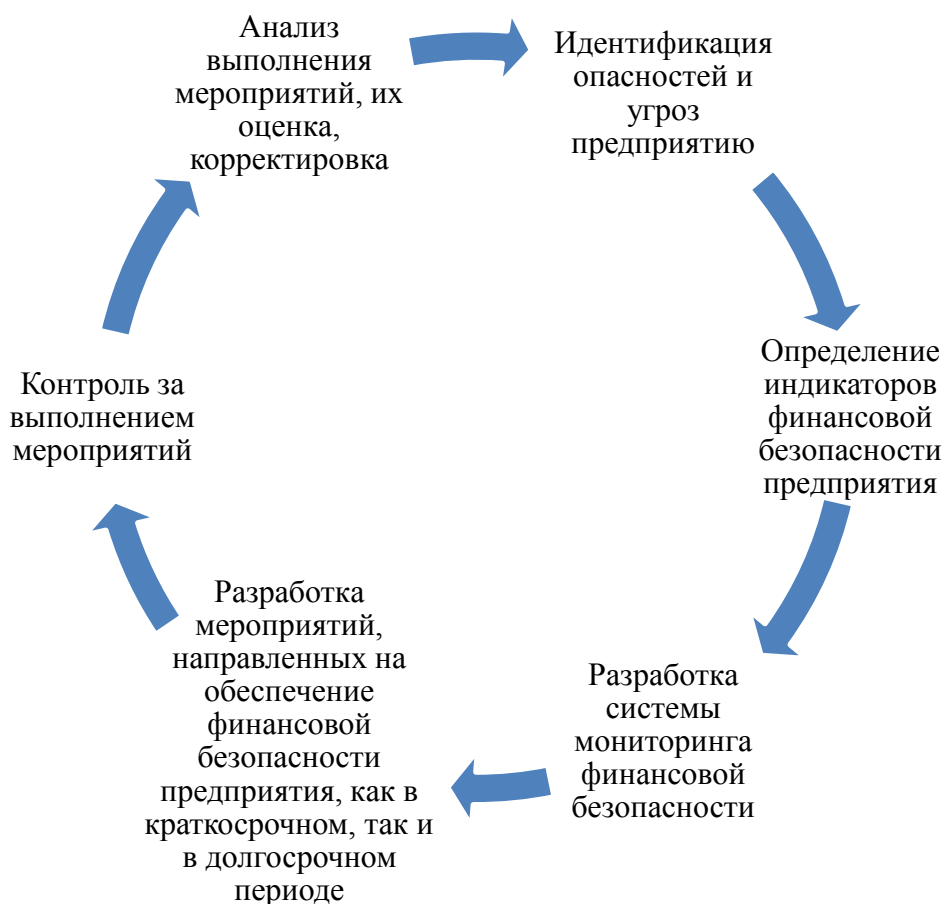 Анализ
выполнения
мероприятий, их
оценка,
корректировка
Идентификация
опасностей и
угроз
предприятию
Определение
индикаторов
финансовой
безопасности
предприятия
Разработка
системы
мониторинга
финансовой
безопасности
Разработка
мероприятий,
направленных на
обеспечение
финансовой
безопасности
предприятия, как в
краткосрочном, так и
в долгосрочном
периоде
Контроль за
выполнением
мероприятий